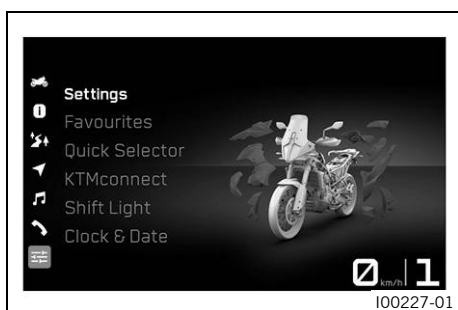 Settings
Favourites
Quick Selector
KTMconnect
Shift Light
Clock & Date
0 km/h 1
I00227-01